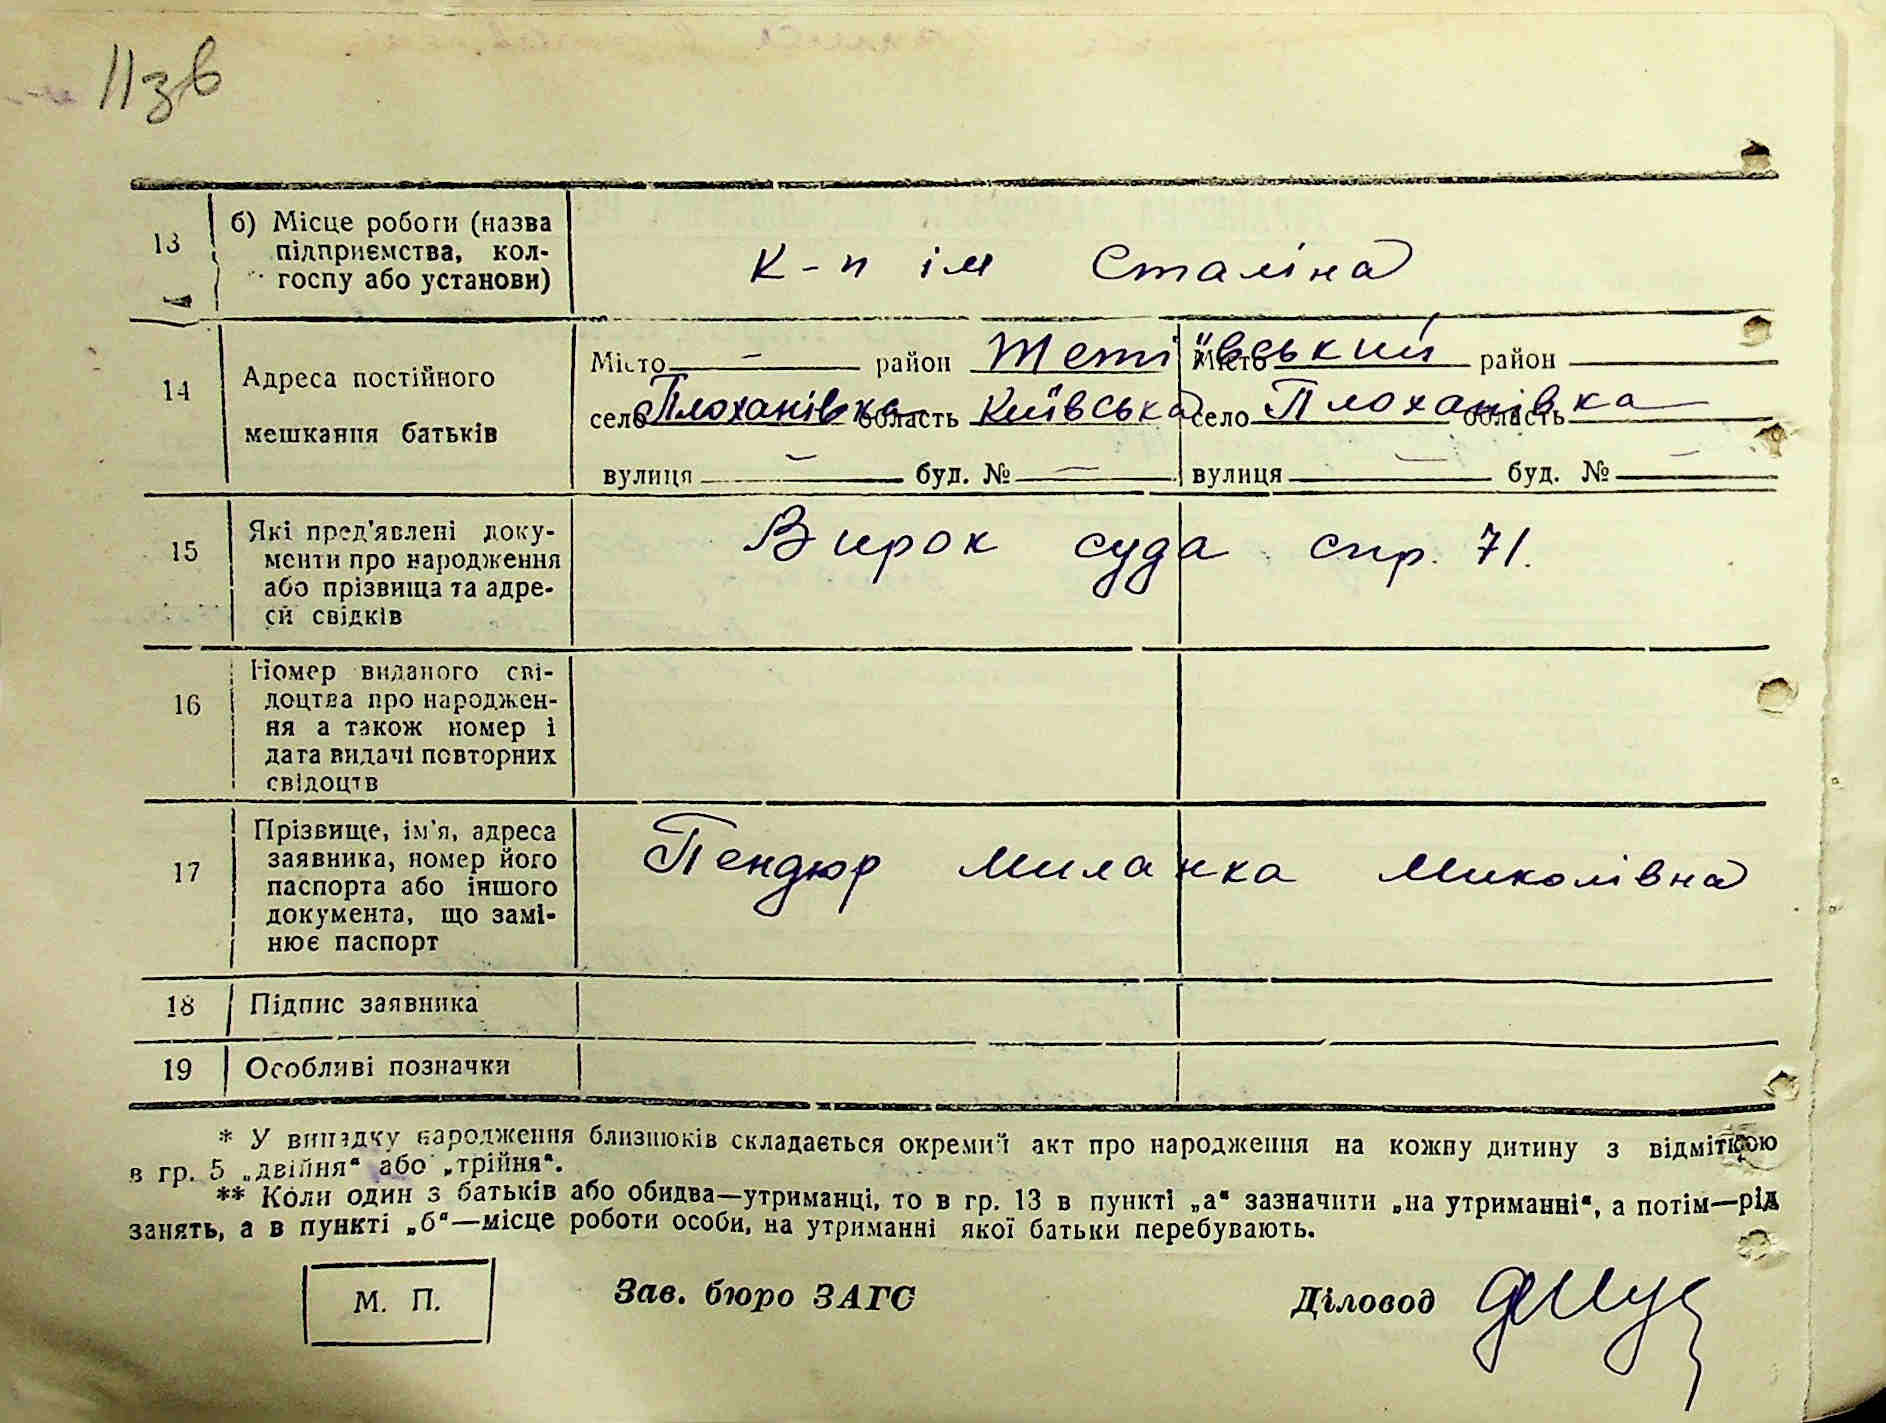 11зв
13 б) Місце роботи (назва
підприємства, кол-
госпу або установи)
к-п ім Сталіна
14 Адреса постійного
мешкання батьків
Місто — район Тетіївський Місто район
село Плоханівка область Київська село Плоханівка область
вулиця — буд. № — вулиця — буд. № —
15 Які пред'явлені доку-
менти про народження
або прізвища та адре-
си свідків
Вирок суда спр. 71.
16 Номер виданого сві-
доцтва про народжен-
ня а також номер і
дата видачі повторних
свідоцтв
17 Прізвище, ім'я, адреса
заявника, номер його
паспорта або іншого
документа, що замі-
нює паспорт
Пендюр Миланка Миколівна
18 Підпис заявника
19 Особливі позначки
* У випадку народження близнюків складається окремий акт про народження на кожну дитину з відміткою
в гр. 5 „двійня“ або „трійня“.
** Коли один з батьків або обидва—утриманці, то в гр. 13 в пункті „а“ зазначити „на утриманні“, а потім—рід
занять, а в пункті „б“—місце роботи особи, на утриманні якої батьки перебувають.
М. П. Зав. бюро ЗАГС Діловод